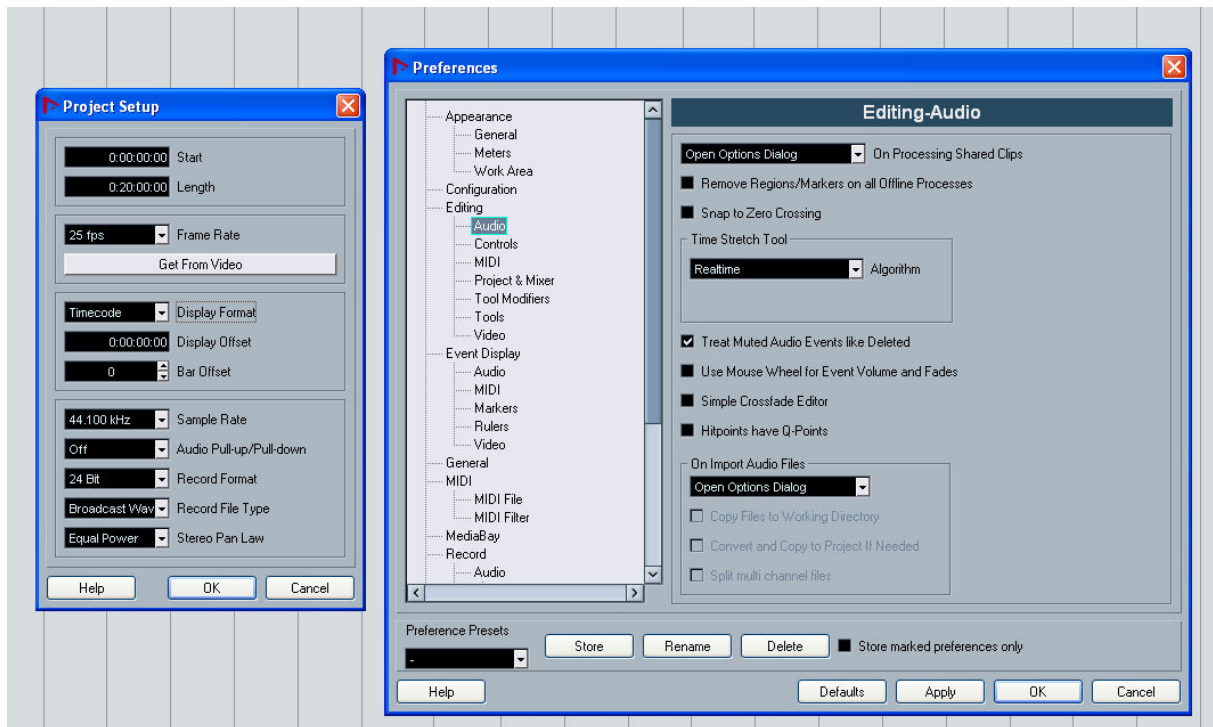 Project Setup
0:00:00:00 Start
0:20:00:00 Length
25 fps Frame Rate
Get From Video
Timecode Display Format
0:00:00:00 Display Offset
0 Bar Offset
44.100 kHz Sample Rate
Off Audio Pull-up/Pull-down
24 Bit Record Format
Broadcast Wav Record File Type
Equal Power Stereo Pan Law
Help OK Cancel
Preferences
Appearance
General
Meters
Work Area
Configuration
Editing
Audio
Controls
MIDI
Project & Mixer
Tool Modifiers
Tools
Video
Event Display
Audio
MIDI
Markers
Rulers
Video
General
MIDI
MIDI File
MIDI Filter
MediaBay
Record
Audio
Editing-Audio
Open Options Dialog On Processing Shared Clips
Remove Regions/Markers on all Offline Processes
Snap to Zero Crossing
Time Stretch Tool
Realtime Algorithm
Treat Muted Audio Events like Deleted
Use Mouse Wheel for Event Volume and Fades
Simple Crossfade Editor
Hitpoints have Q-Points
On Import Audio Files
Open Options Dialog
Copy Files to Working Directory
Convert and Copy to Project If Needed
Split multi channel files
Preference Presets
- Store Rename Delete Store marked preferences only
Help Defaults Apply OK Cancel